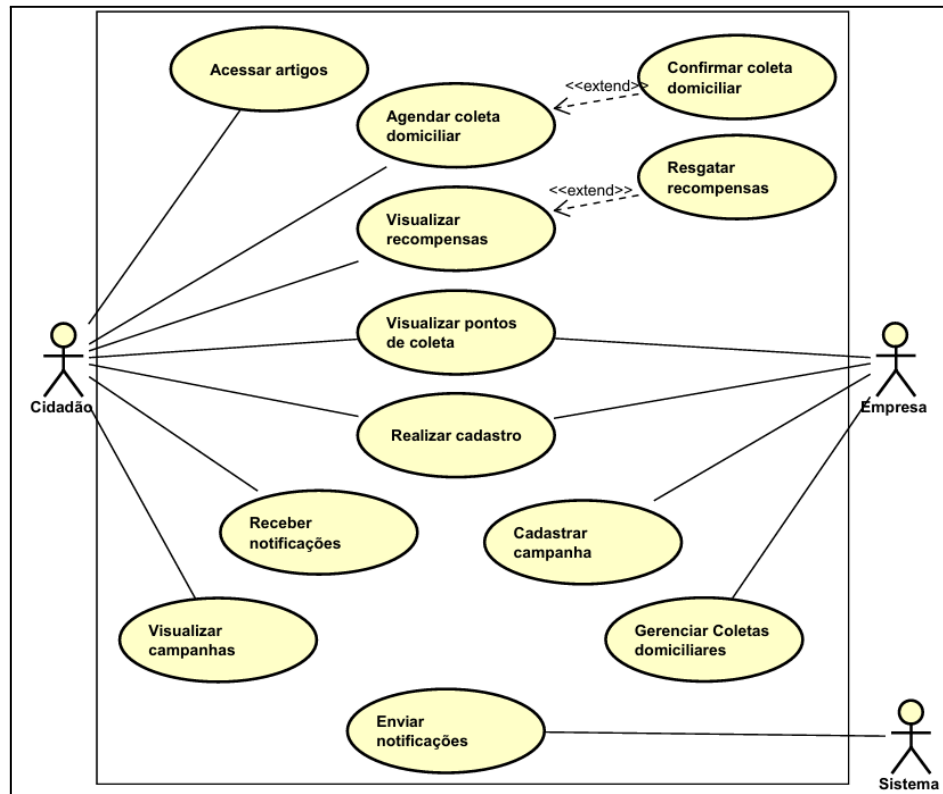 Acessar artigos
Confirmar coleta
domiciliar
<<extend>>
Agendar coleta
domiciliar
Resgatar
recompensas
<<extend>>
Visualizar
recompensas
Visualizar pontos
de coleta
Cidadão
Empresa
Realizar cadastro
Receber
notificações
Cadastrar
campanha
Visualizar
campanhas
Gerenciar Coletas
domiciliares
Enviar
notificações
Sistema